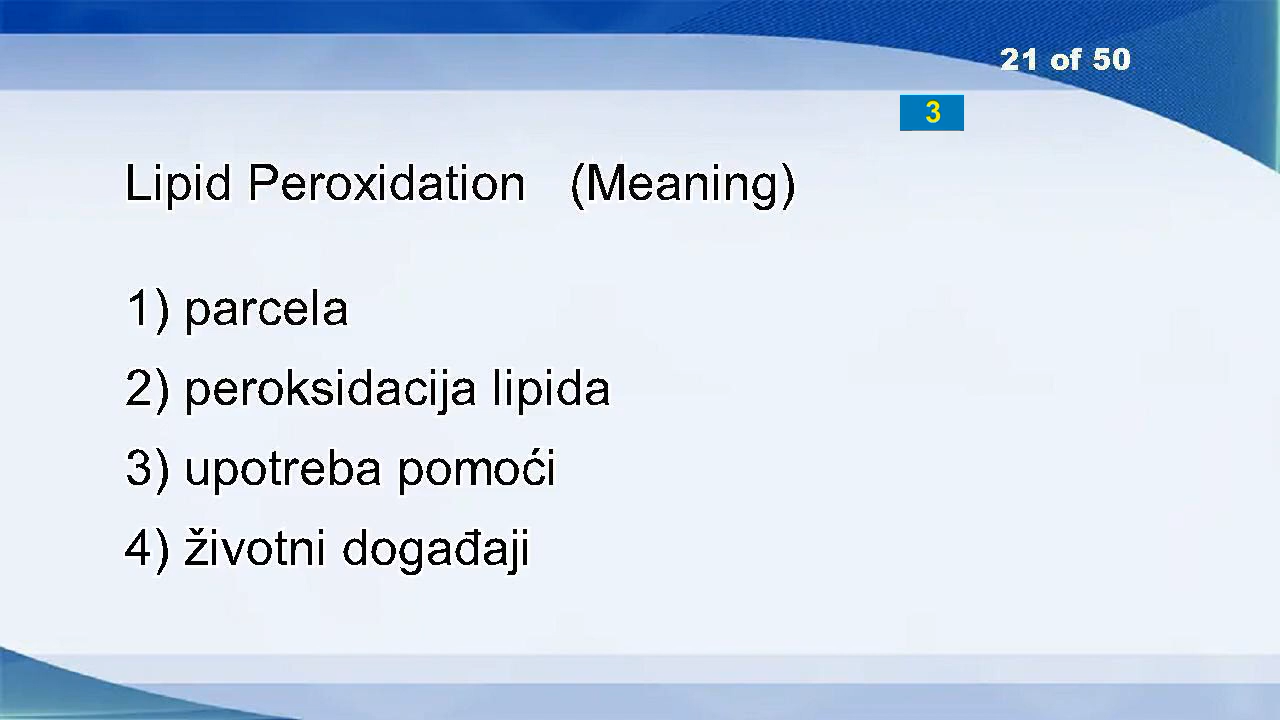 21 of 50
3
Lipid Peroxidation (Meaning)
1) parcela
2) peroksidacija lipida
3) upotreba pomoći
4) životni događaji